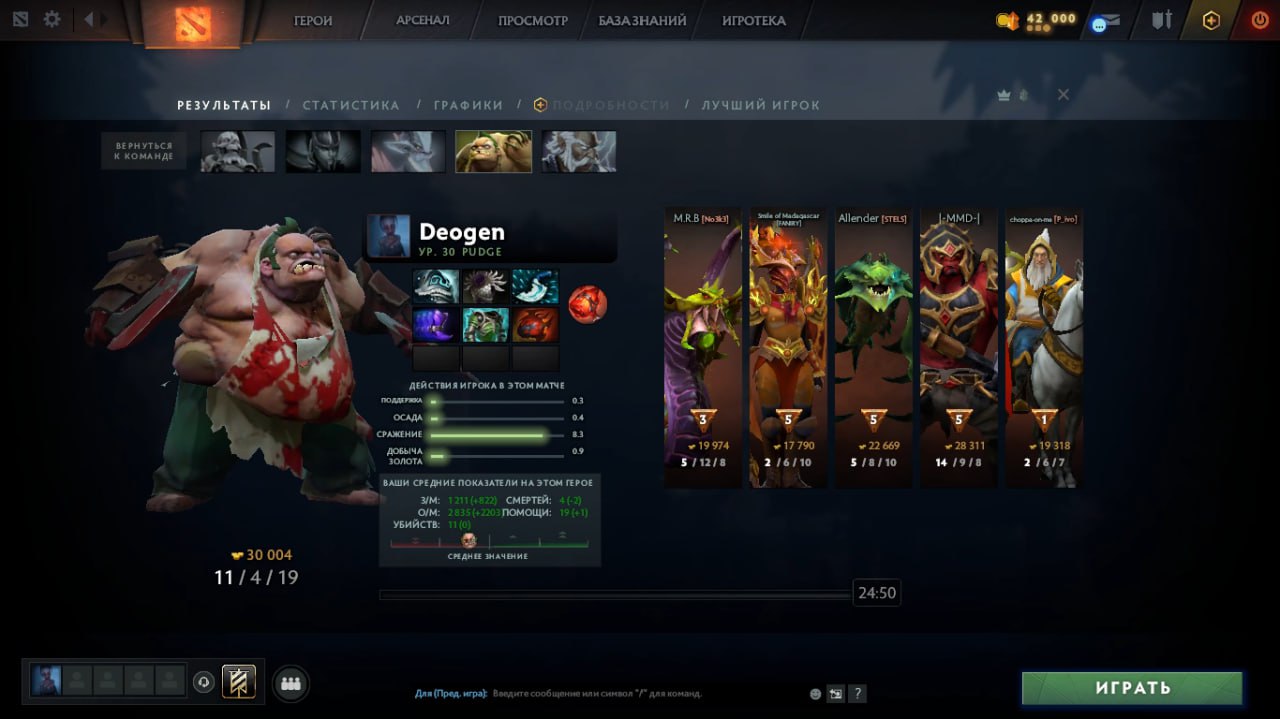 ГЕРОИ АРСЕНАЛ ПРОСМОТР БАЗА ЗНАНИЙ ИГРОТЕКА 42 000
РЕЗУЛЬТАТЫ / СТАТИСТИКА / ГРАФИКИ / ПОДРОБНОСТИ / ЛУЧШИЙ ИГРОК
ВЕРНУТЬСЯ
К КОМАНДЕ
Deogen
УР. 30 PUDGE
ДЕЙСТВИЯ ИГРОКА В ЭТОМ МАТЧЕ
ПОДДЕРЖКА 0.3
ОСАДА 0.4
СРАЖЕНИЕ 8.3
ДОБЫЧА
ЗОЛОТА 0.9
ВАШИ СРЕДНИЕ ПОКАЗАТЕЛИ НА ЭТОМ ГЕРОЕ
З/М: 1 211 (+822) СМЕРТЕЙ: 4 (-2)
О/М: 2 835 (+2203) ПОМОЩИ: 19 (+1)
УБИЙСТВ: 11 (0)
СРЕДНЕЕ ЗНАЧЕНИЕ
30 004
11 / 4 / 19
M.R.B [No3k3]
3
19 974
5 / 12 / 8
Smile of Madagascar
[FANIRY]
5
17 790
2 / 6 / 10
Allender [STELS]
5
22 669
5 / 8 / 10
|-MMD-|
5
28 311
14 / 9 / 8
choppa-on-me [P_ivo]
1
19 318
2 / 6 / 7
24:50
Для (Пред. игра): Введите сообщение или символ "/" для команд.
?
ИГРАТЬ